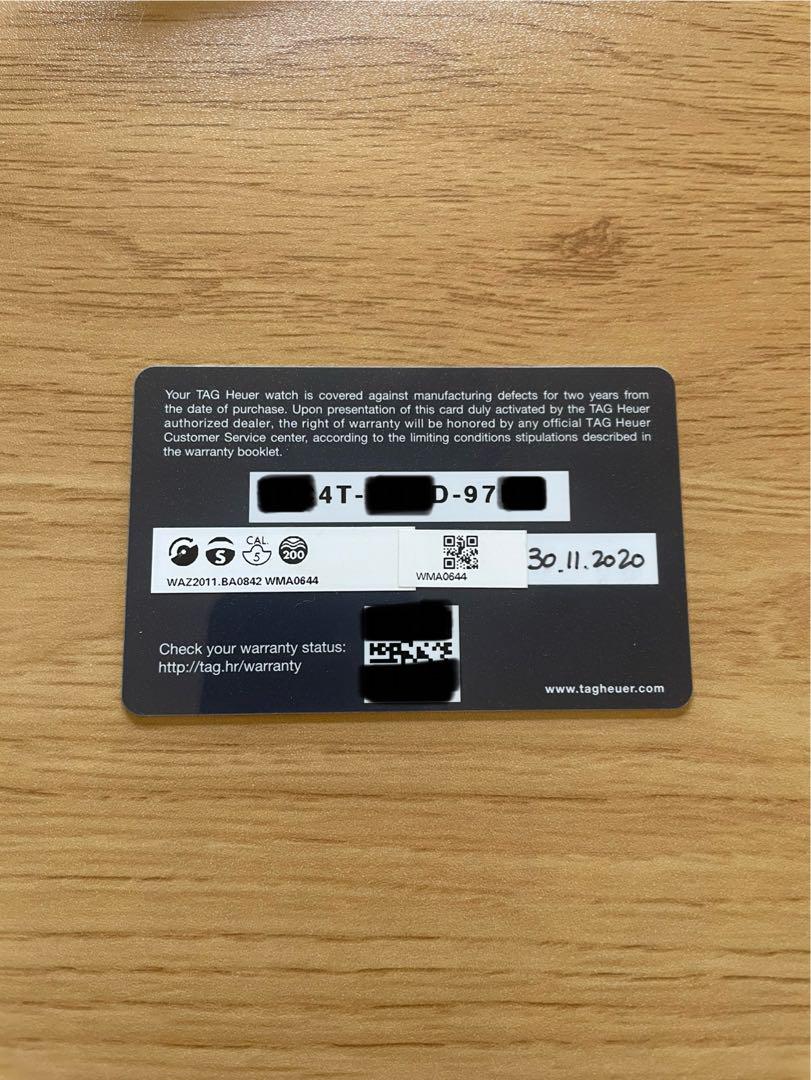 Your TAG Heuer watch is covered against manufacturing defects for two years from
the date of purchase. Upon presentation of this card duly activated by the TAG Heuer
authorized dealer, the right of warranty will be honored by any official TAG Heuer
Customer Service center, according to the limiting conditions stipulations described in
the warranty booklet.
4T- D-97
S CAL. 5 200
WAZ2011.BA0842 WMA0644
WMA0644
30.11.2020
Check your warranty status:
http://tag.hr/warranty
www.tagheuer.com